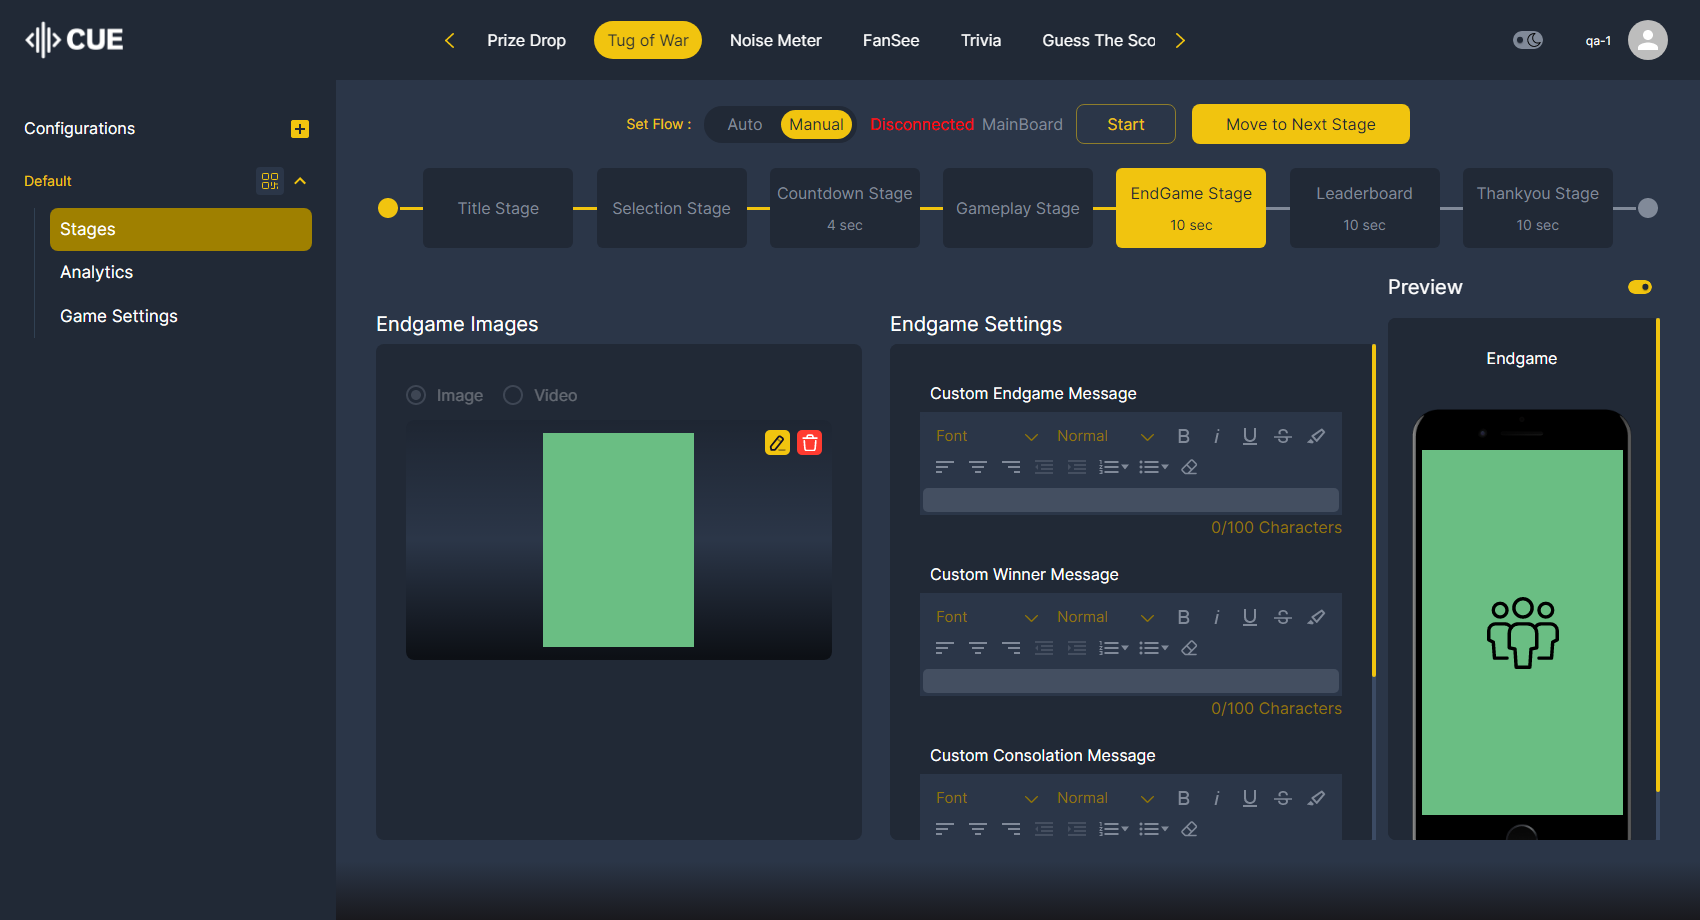 CUE
Prize Drop
Tug of War
Noise Meter
FanSee
Trivia
Guess The Sco
qa-1
Configurations
Default
Stages
Analytics
Game Settings
Set Flow :
Auto
Manual
Disconnected
MainBoard
Start
Move to Next Stage
Title Stage
Selection Stage
Countdown Stage
4 sec
Gameplay Stage
EndGame Stage
10 sec
Leaderboard
10 sec
Thankyou Stage
10 sec
Endgame Images
Image
Video
Endgame Settings
Custom Endgame Message
Font Normal B i U S
0/100 Characters
Custom Winner Message
Font Normal B i U S
0/100 Characters
Custom Consolation Message
Font Normal B i U S
Preview
Endgame